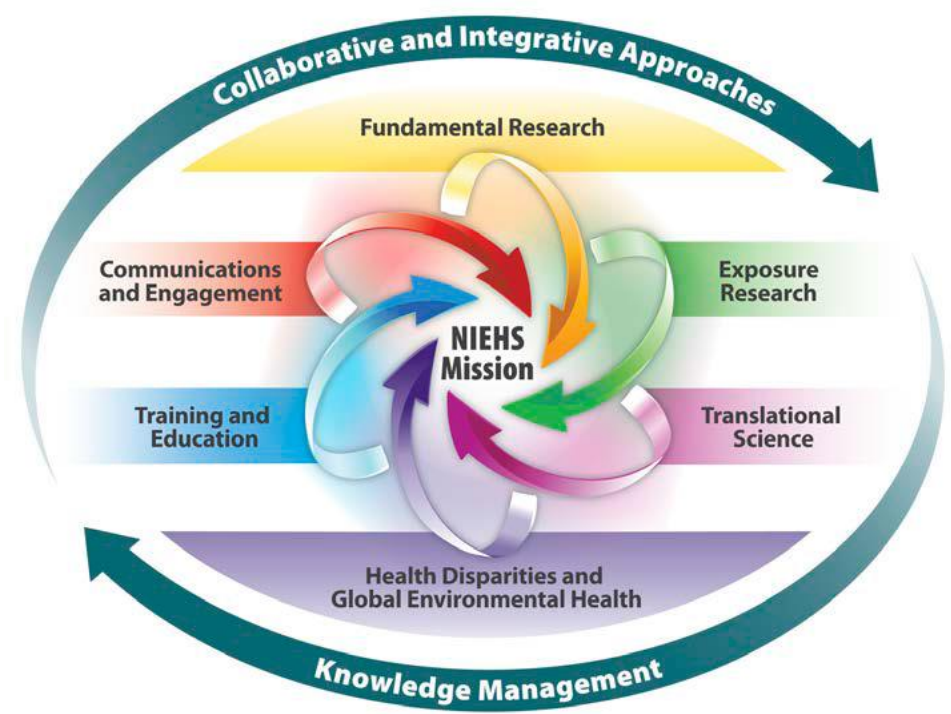 Collaborative and Integrative Approaches
Fundamental Research
Communications
and Engagement
Exposure
Research
NIEHS
Mission
Training and
Education
Translational
Science
Health Disparities and
Global Environmental Health
Knowledge Management